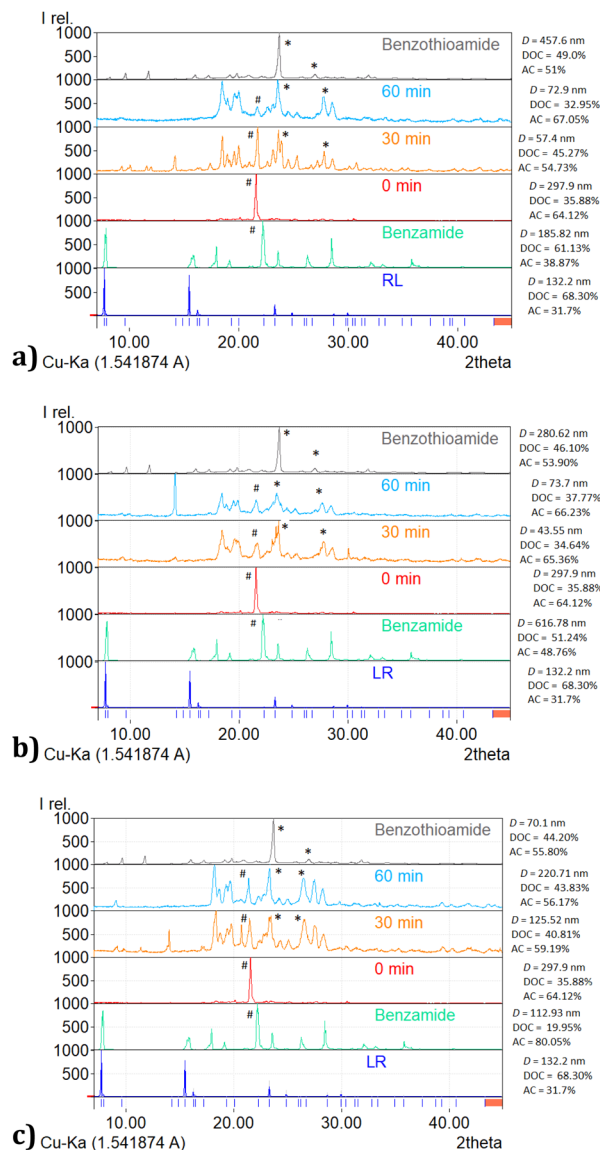 I rel.
1000
Benzothioamide
*
*
D = 457.6 nm
DOC = 49.0%
AC = 51%
500
1000
60 min
#
*
*
D = 72.9 nm
DOC = 32.95%
AC = 67.05%
500
1000
30 min
#
*
*
D = 57.4 nm
DOC = 45.27%
AC = 54.73%
500
1000
0 min
#
D = 297.9 nm
DOC = 35.88%
AC = 64.12%
500
1000
Benzamide
#
D = 185.82 nm
DOC = 61.13%
AC = 38.87%
500
1000
RL
D = 132.2 nm
DOC = 68.30%
AC = 31.7%
500
10.00 20.00 30.00 40.00
a) Cu-Ka (1.541874 A) 2theta
1000
Benzothioamide
*
*
D = 280.62 nm
DOC = 46.10%
AC = 53.90%
500
1000
60 min
#
*
*
D = 73.7 nm
DOC = 37.77%
AC = 66.23%
500
1000
30 min
#
*
*
D = 43.55 nm
DOC = 34.64%
AC = 65.36%
500
1000
0 min
#
D = 297.9 nm
DOC = 35.88%
AC = 64.12%
500
1000
Benzamide
#
D = 616.78 nm
DOC = 51.24%
AC = 48.76%
500
1000
LR
D = 132.2 nm
DOC = 68.30%
AC = 31.7%
500
10.00 20.00 30.00 40.00
b) Cu-Ka (1.541874 A) 2theta
I rel.
1000
Benzothioamide
*
*
D = 70.1 nm
DOC = 44.20%
AC = 55.80%
500
1000
60 min
#
*
*
D = 220.71 nm
DOC = 43.83%
AC = 56.17%
500
1000
30 min
#
*
*
D = 125.52 nm
DOC = 40.81%
AC = 59.19%
500
1000
0 min
#
D = 297.9 nm
DOC = 35.88%
AC = 64.12%
500
1000
Benzamide
#
D = 112.93 nm
DOC = 19.95%
AC = 80.05%
500
1000
LR
D = 132.2 nm
DOC = 68.30%
AC = 31.7%
500
10.00 20.00 30.00 40.00
c) Cu-Ka (1.541874 A) 2theta